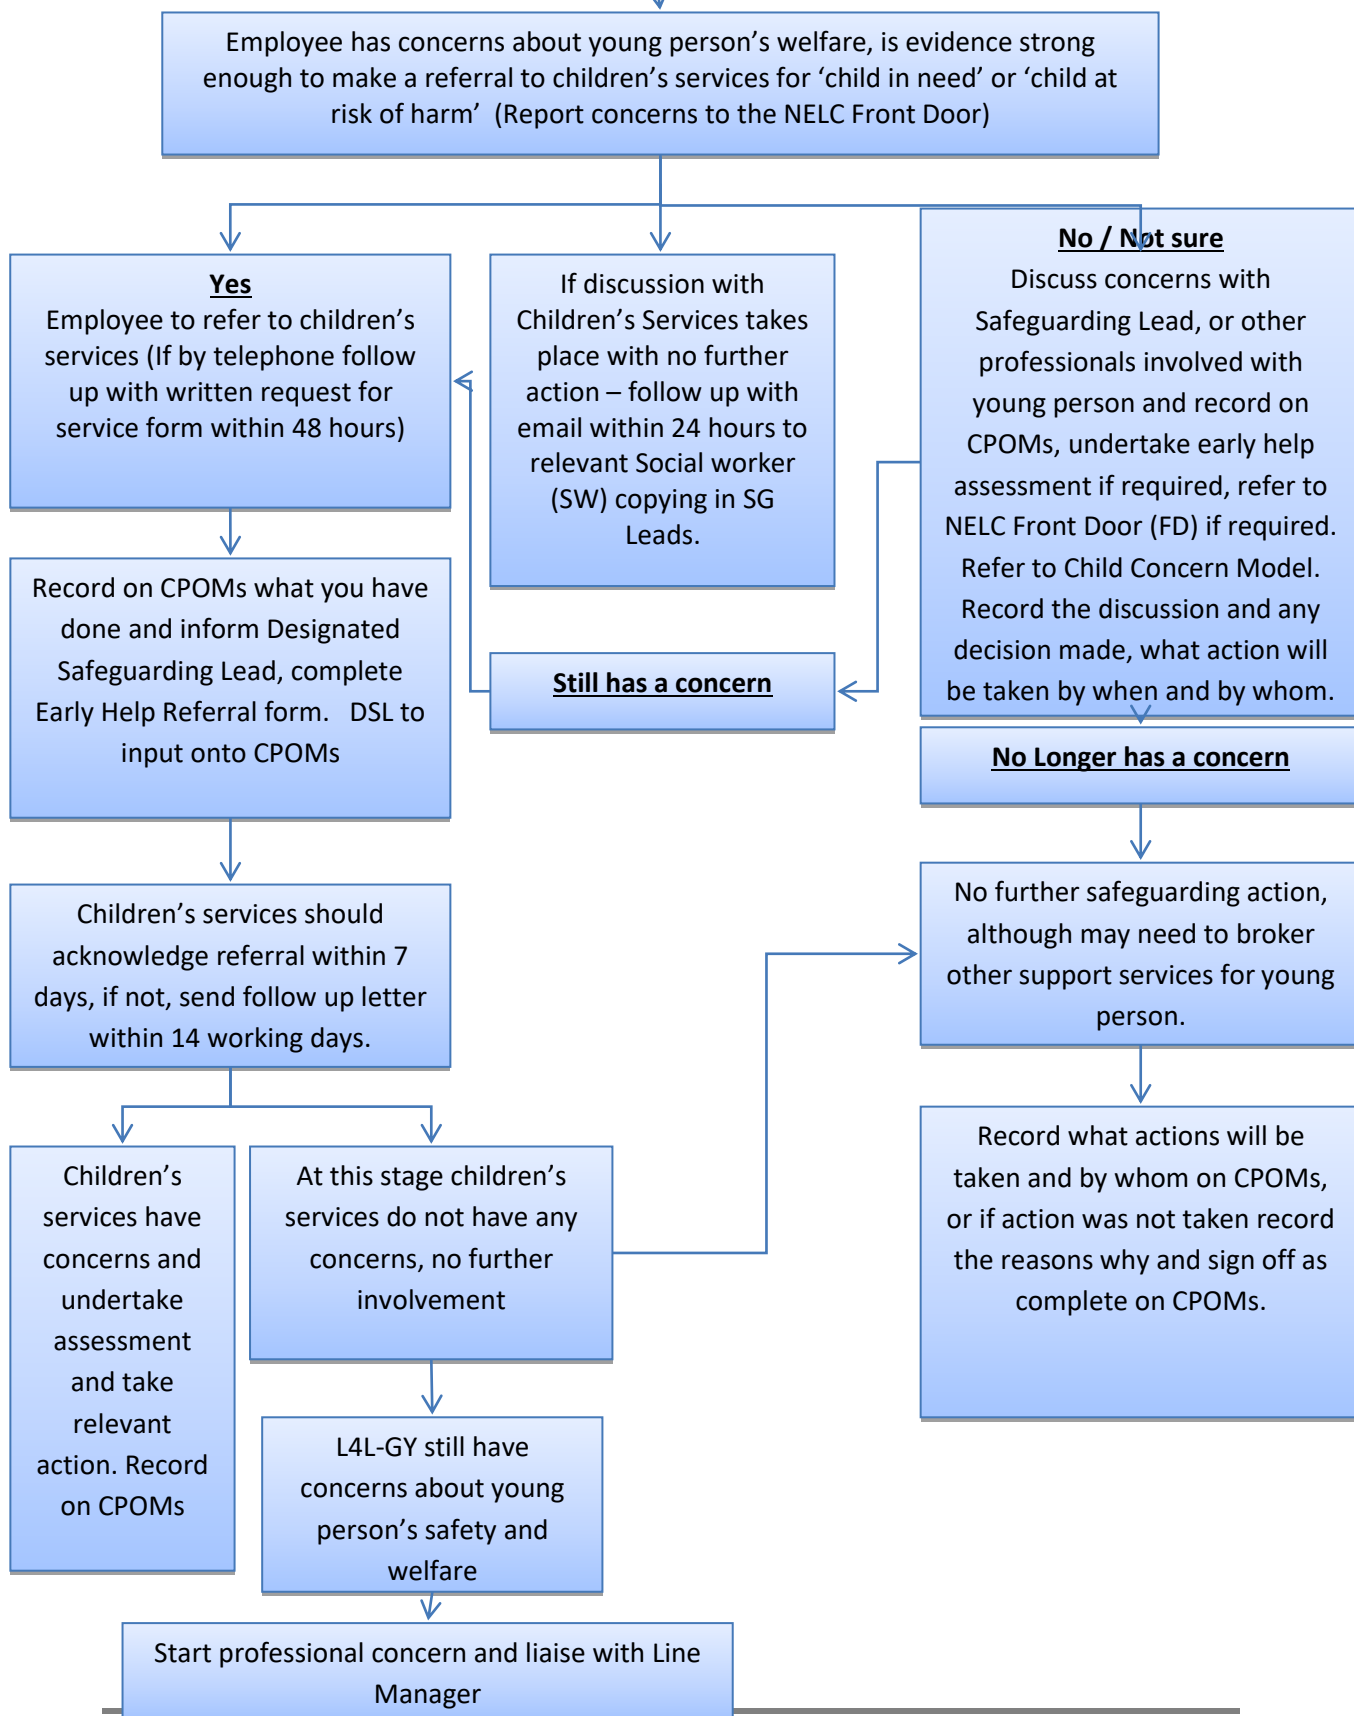 Employee has concerns about young person’s welfare, is evidence strong
enough to make a referral to children’s services for ‘child in need’ or ‘child at
risk of harm’ (Report concerns to the NELC Front Door)
Yes
Employee to refer to children’s
services (If by telephone follow
up with written request for
service form within 48 hours)
If discussion with
Children’s Services takes
place with no further
action – follow up with
email within 24 hours to
relevant Social worker
(SW) copying in SG
Leads.
No / Not sure
Discuss concerns with
Safeguarding Lead, or other
professionals involved with
young person and record on
CPOMs, undertake early help
assessment if required, refer to
NELC Front Door (FD) if required.
Refer to Child Concern Model.
Record the discussion and any
decision made, what action will
be taken by when and by whom.
Record on CPOMs what you have
done and inform Designated
Safeguarding Lead, complete
Early Help Referral form. DSL to
input onto CPOMs
Still has a concern
No Longer has a concern
Children’s services should
acknowledge referral within 7
days, if not, send follow up letter
within 14 working days.
No further safeguarding action,
although may need to broker
other support services for young
person.
Children’s
services have
concerns and
undertake
assessment
and take
relevant
action. Record
on CPOMs
At this stage children’s
services do not have any
concerns, no further
involvement
Record what actions will be
taken and by whom on CPOMs,
or if action was not taken record
the reasons why and sign off as
complete on CPOMs.
L4L-GY still have
concerns about young
person’s safety and
welfare
Start professional concern and liaise with Line
Manager